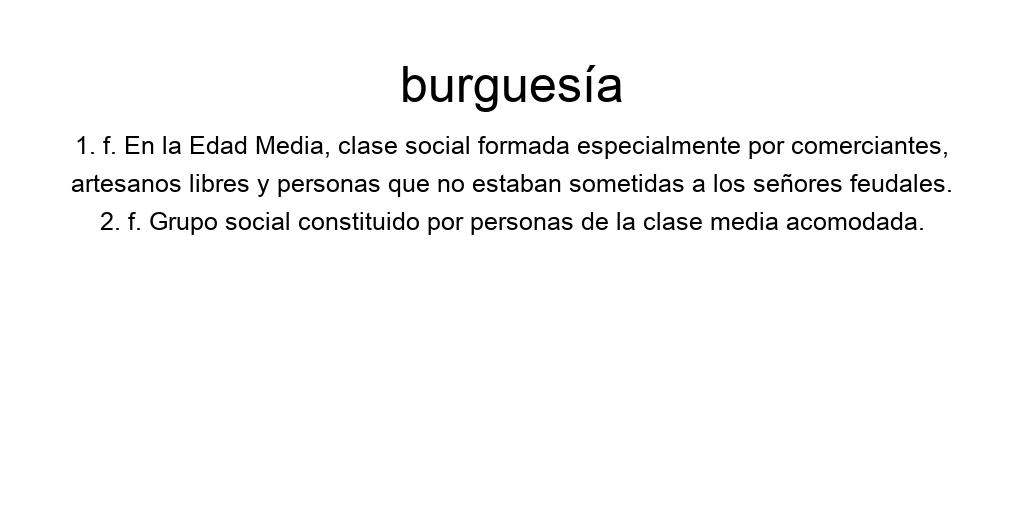 burguesía
1. f. En la Edad Media, clase social formada especialmente por comerciantes,
artesanos libres y personas que no estaban sometidas a los señores feudales.
2. f. Grupo social constituido por personas de la clase media acomodada.